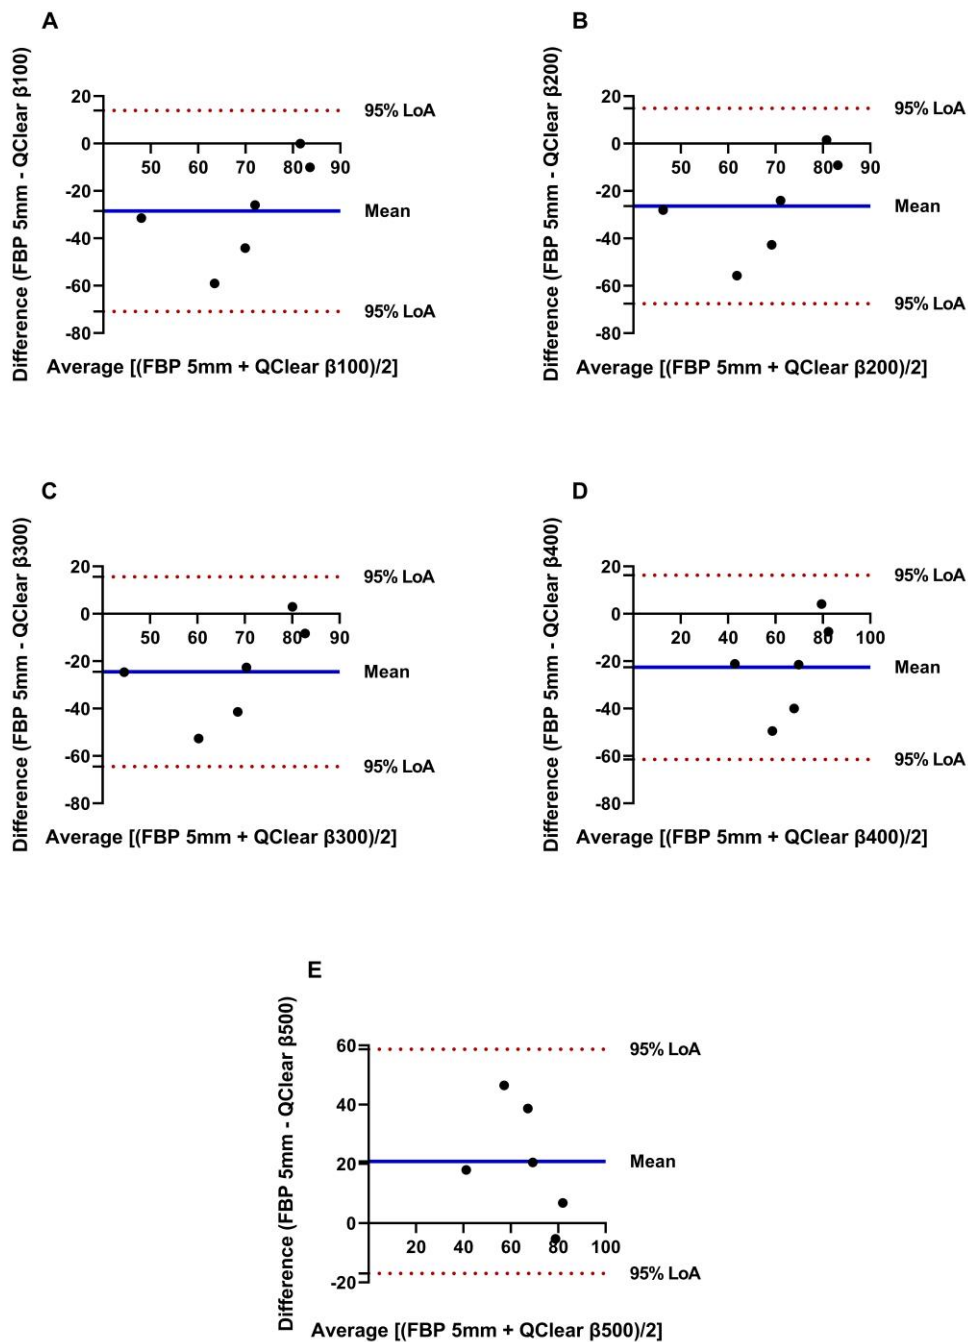 A
Difference (FBP 5mm - QClear β100)
20
95% LoA
0
50 60 70 80 90
-20
Mean
-40
-60
95% LoA
-80
Average [(FBP 5mm + QClear β100)/2]
B
Difference (FBP 5mm - QClear β200)
20
95% LoA
0
50 60 70 80 90
-20
Mean
-40
-60
95% LoA
-80
Average [(FBP 5mm + QClear β200)/2]
C
Difference (FBP 5mm - QClear β300)
20
95% LoA
0
50 60 70 80 90
-20
Mean
-40
-60
95% LoA
-80
Average [(FBP 5mm + QClear β300)/2]
D
Difference (FBP 5mm - QClear β400)
20
95% LoA
0
20 40 60 80 100
-20
Mean
-40
-60
95% LoA
-80
Average [(FBP 5mm + QClear β400)/2]
E
Difference (FBP 5mm - QClear β500)
60
95% LoA
40
20
Mean
0
20 40 60 80 100
-20
95% LoA
Average [(FBP 5mm + QClear β500)/2]